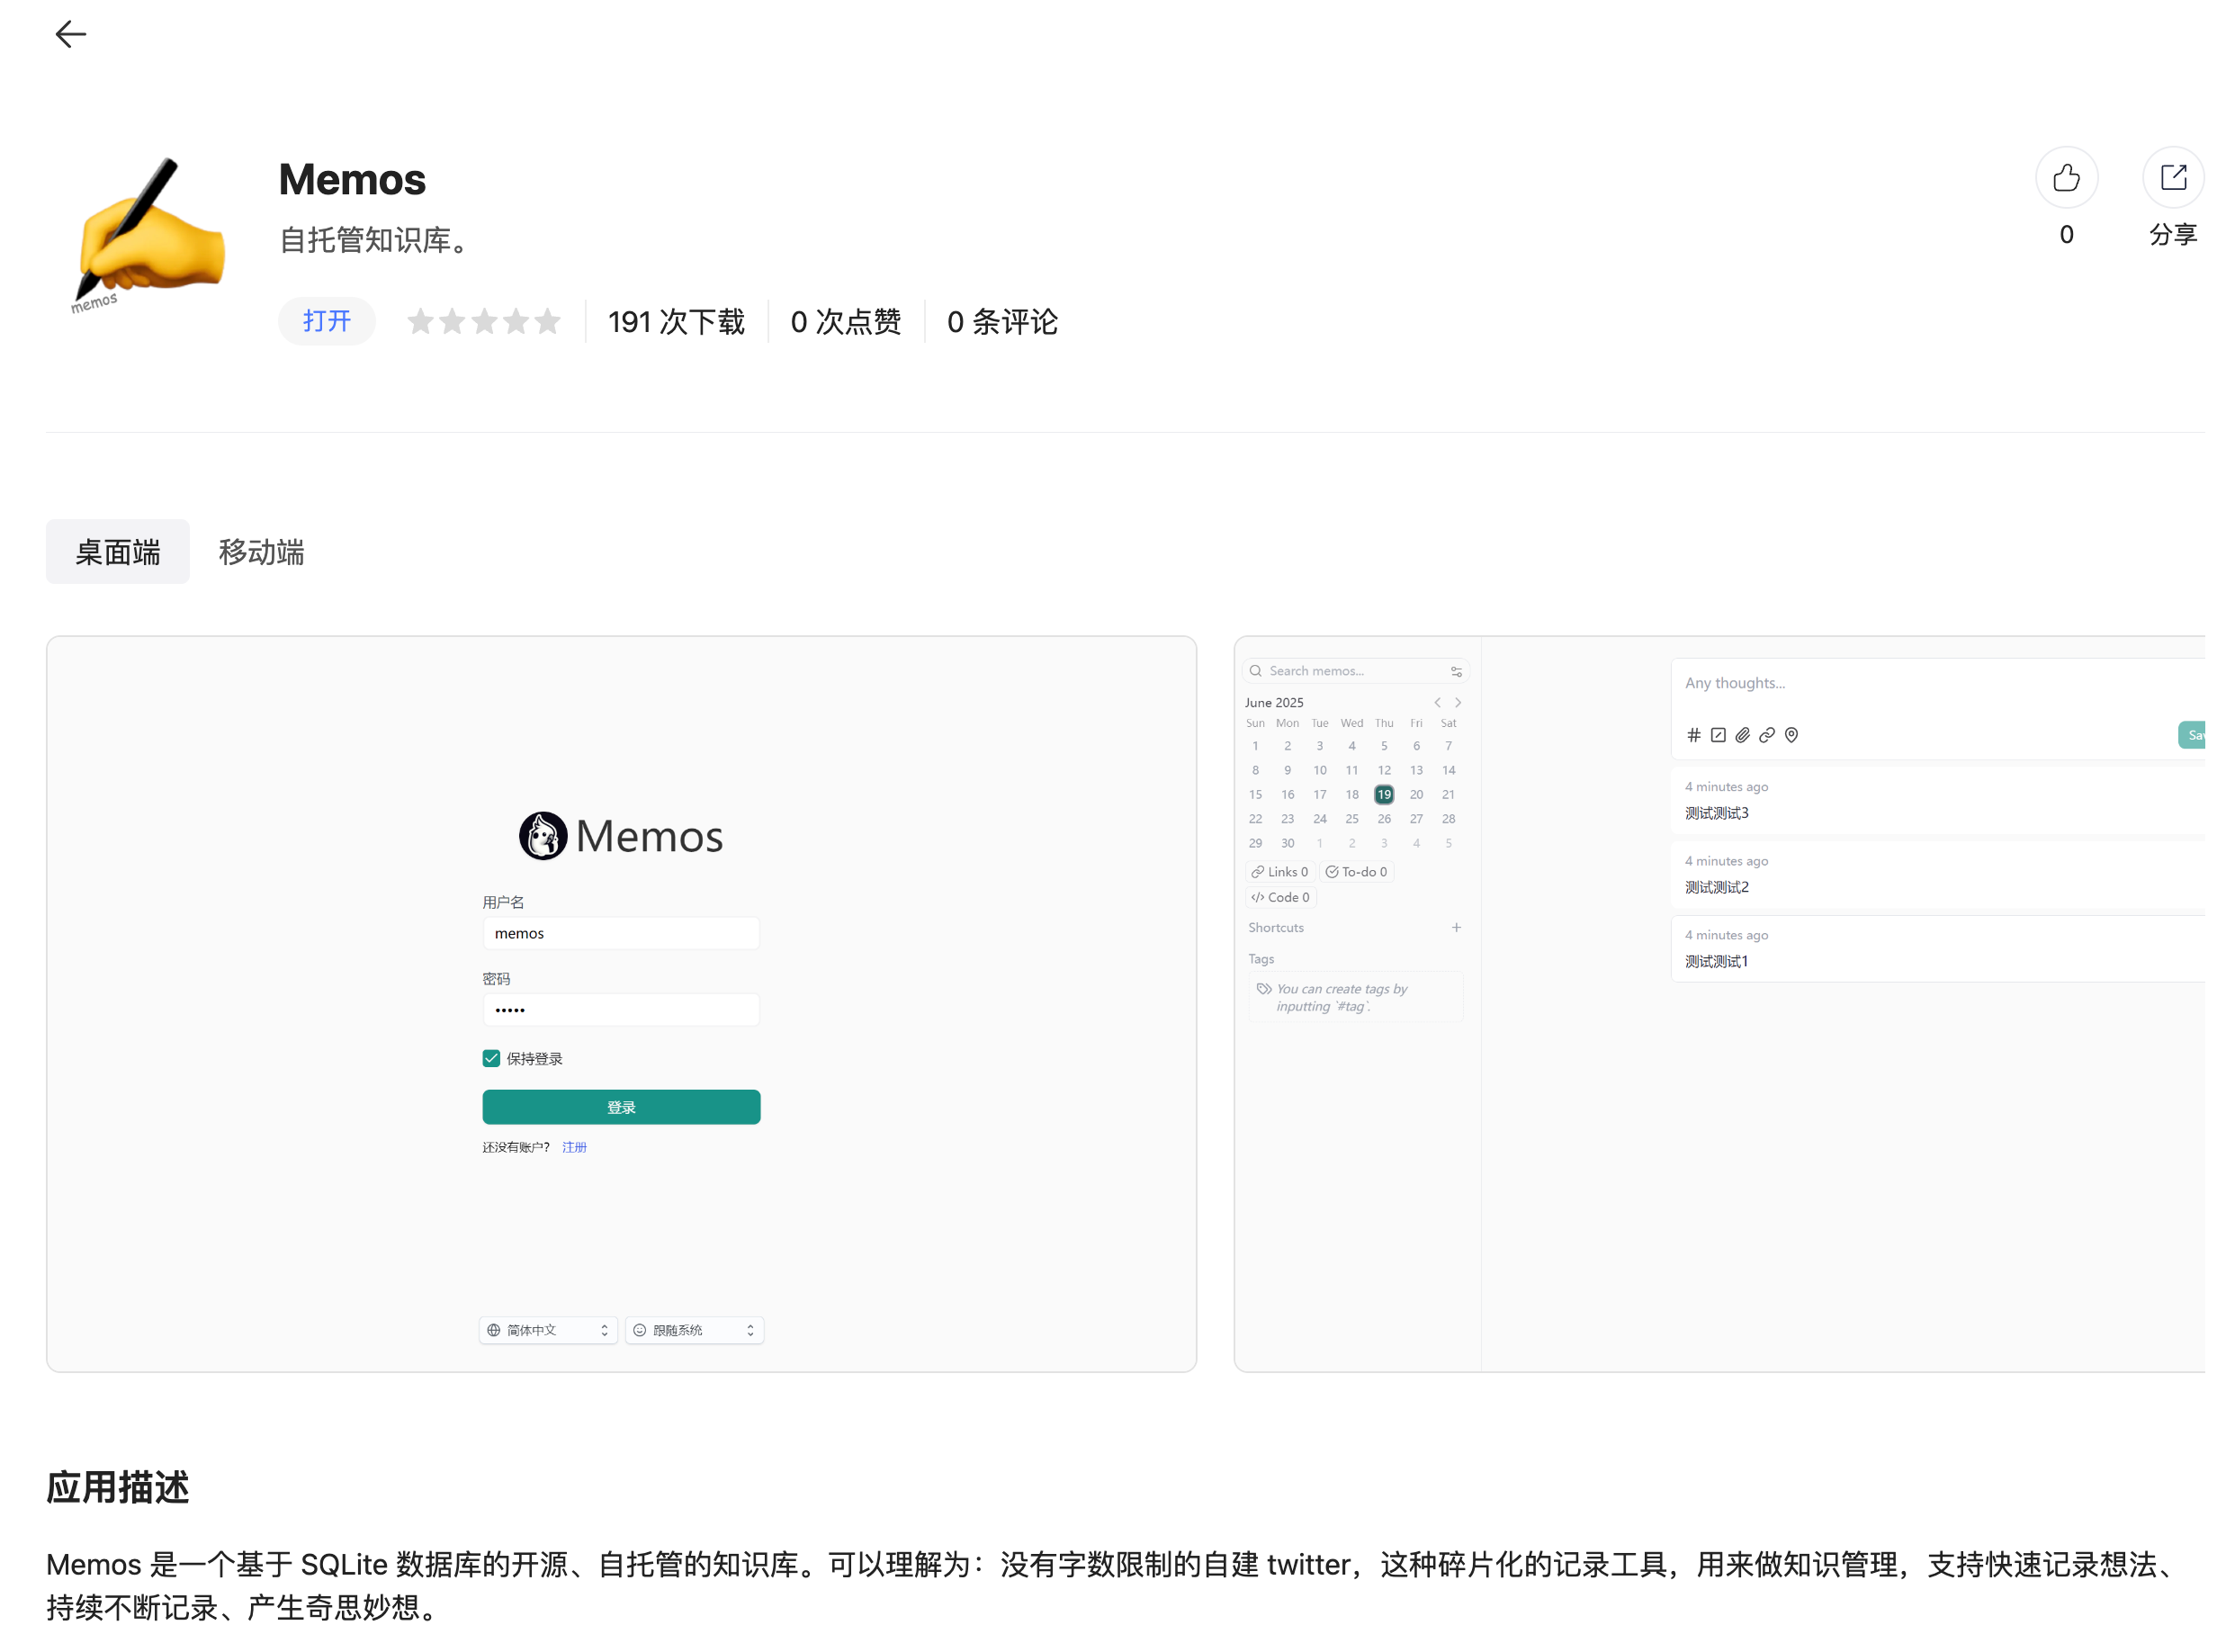 memos
Memos
自托管知识库。
打开
191 次下载
0 次点赞
0 条评论
0
分享
桌面端
移动端
Memos
用户名
memos
密码
•••••
保持登录
登录
还没有账户? 注册
简体中文
跟随系统
Search memos...
June 2025
Sun Mon Tue Wed Thu Fri Sat
1 2 3 4 5 6 7
8 9 10 11 12 13 14
15 16 17 18 19 20 21
22 23 24 25 26 27 28
29 30 1 2 3 4 5
Links 0
To-do 0
Code 0
Shortcuts
Tags
You can create tags by
inputting `#tag`.
Any thoughts...
4 minutes ago
测试测试3
4 minutes ago
测试测试2
4 minutes ago
测试测试1
应用描述
Memos 是一个基于 SQLite 数据库的开源、自托管的知识库。可以理解为：没有字数限制的自建 twitter，这种碎片化的记录工具，用来做知识管理，支持快速记录想法、
持续不断记录、产生奇思妙想。